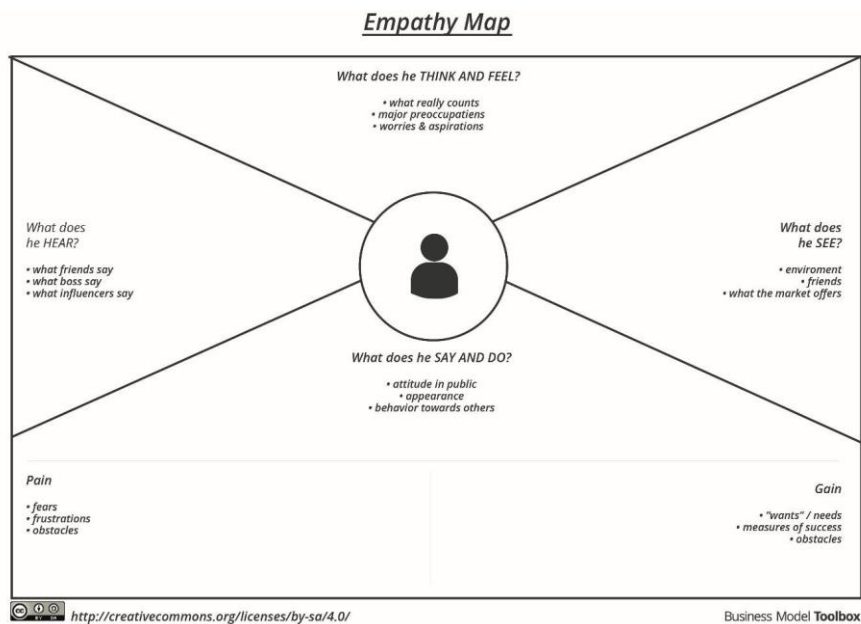 Empathy Map
What does he THINK AND FEEL?
• what really counts
• major preoccupatiens
• worries & aspirations
What does
he HEAR?
• what friends say
• what boss say
• what influencers say
What does
he SEE?
• enviroment
• friends
• what the market offers
What does he SAY AND DO?
• attitude in public
• appearance
• behavior towards others
Pain
• fears
• frustrations
• obstacles
Gain
• "wants" / needs
• measures of success
• obstacles
cc
BY SA
http://creativecommons.org/licenses/by-sa/4.0/
Business Model Toolbox